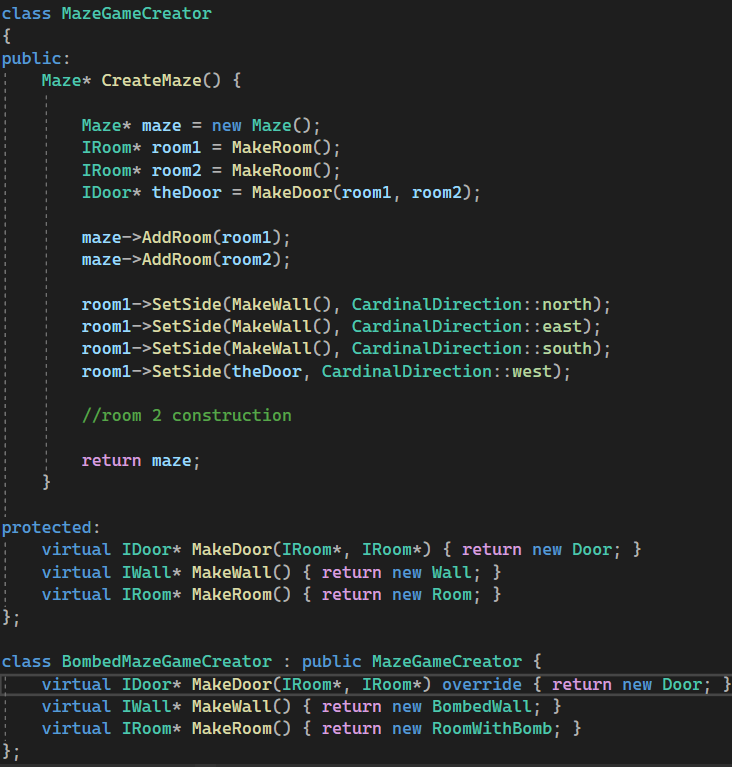 class MazeGameCreator
{
public:
    Maze* CreateMaze() {

        Maze* maze = new Maze();
        IRoom* room1 = MakeRoom();
        IRoom* room2 = MakeRoom();
        IDoor* theDoor = MakeDoor(room1, room2);

        maze->AddRoom(room1);
        maze->AddRoom(room2);

        room1->SetSide(MakeWall(), CardinalDirection::north);
        room1->SetSide(MakeWall(), CardinalDirection::east);
        room1->SetSide(MakeWall(), CardinalDirection::south);
        room1->SetSide(theDoor, CardinalDirection::west);

        //room 2 construction

        return maze;
    }

protected:
    virtual IDoor* MakeDoor(IRoom*, IRoom*) { return new Door; }
    virtual IWall* MakeWall() { return new Wall; }
    virtual IRoom* MakeRoom() { return new Room; }
};

class BombedMazeGameCreator : public MazeGameCreator {
    virtual IDoor* MakeDoor(IRoom*, IRoom*) override { return new Door; }
    virtual IWall* MakeWall() { return new BombedWall; }
    virtual IRoom* MakeRoom() { return new RoomWithBomb; }
};